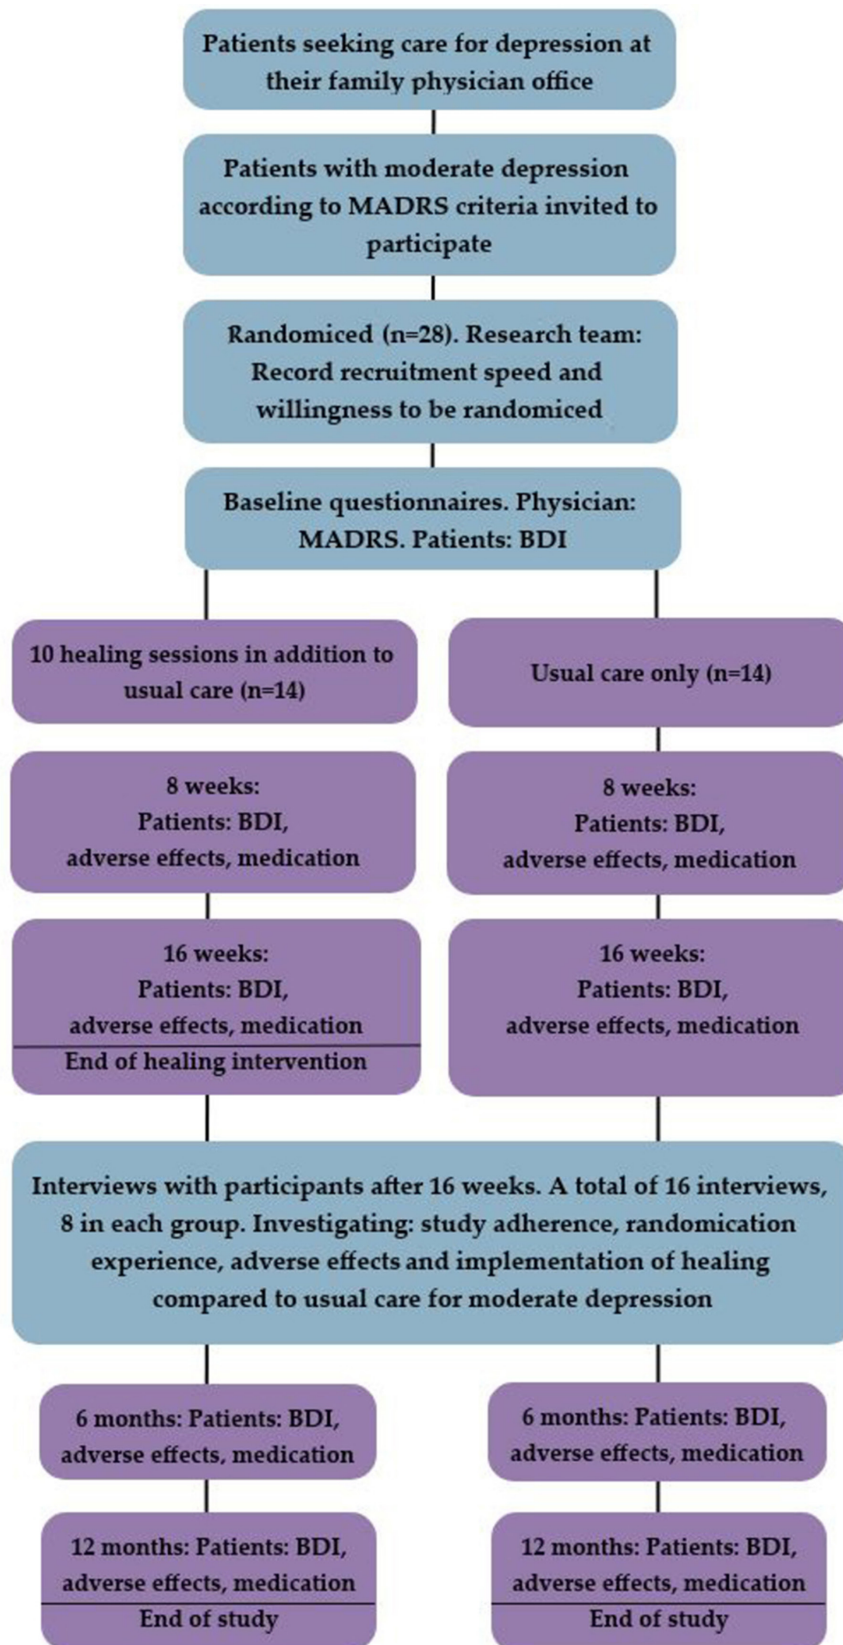 Patients seeking care for depression at
their family physician office
Patients with moderate depression
according to MADRS criteria invited to
participate
Randomiced (n=28). Research team:
Record recruitment speed and
willingness to be randomiced
Baseline questionnaires. Physician:
MADRS. Patients: BDI
10 healing sessions in addition to
usual care (n=14)
Usual care only (n=14)
8 weeks:
Patients: BDI,
adverse effects, medication
8 weeks:
Patients: BDI,
adverse effects, medication
16 weeks:
Patients: BDI,
adverse effects, medication
End of healing intervention
16 weeks:
Patients: BDI,
adverse effects, medication
Interviews with participants after 16 weeks. A total of 16 interviews,
8 in each group. Investigating: study adherence, randomication
experience, adverse effects and implementation of healing
compared to usual care for moderate depression
6 months: Patients: BDI,
adverse effects, medication
6 months: Patients: BDI,
adverse effects, medication
12 months: Patients: BDI,
adverse effects, medication
End of study
12 months: Patients: BDI,
adverse effects, medication
End of study